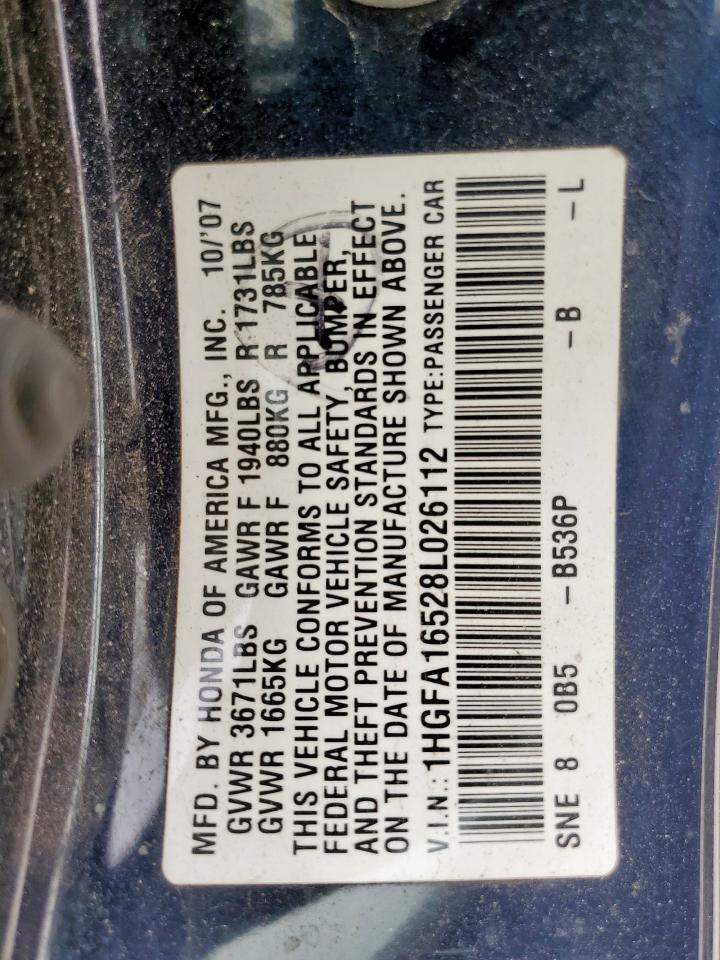 MFD. BY HONDA OF AMERICA MFG., INC. 10/'07
GVWR 3671LBS GAWR F 1940LBS R 1731LBS
GVWR 1665KG GAWR F 880KG R 785KG
THIS VEHICLE CONFORMS TO ALL APPLICABLE
FEDERAL MOTOR VEHICLE SAFETY, BUMPER,
AND THEFT PREVENTION STANDARDS IN EFFECT
ON THE DATE OF MANUFACTURE SHOWN ABOVE.
V.I.N.: 1HGFA16528L026112 TYPE:PASSENGER CAR
SNE 8 0B5 – B536P – B – L